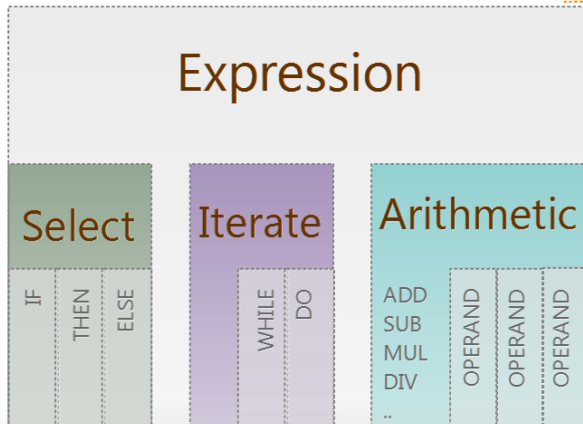 Expression
Select
Iterate
Arithmetic
IF
THEN
ELSE
WHILE
DO
ADD
SUB
MUL
DIV
..
OPERAND
OPERAND
OPERAND